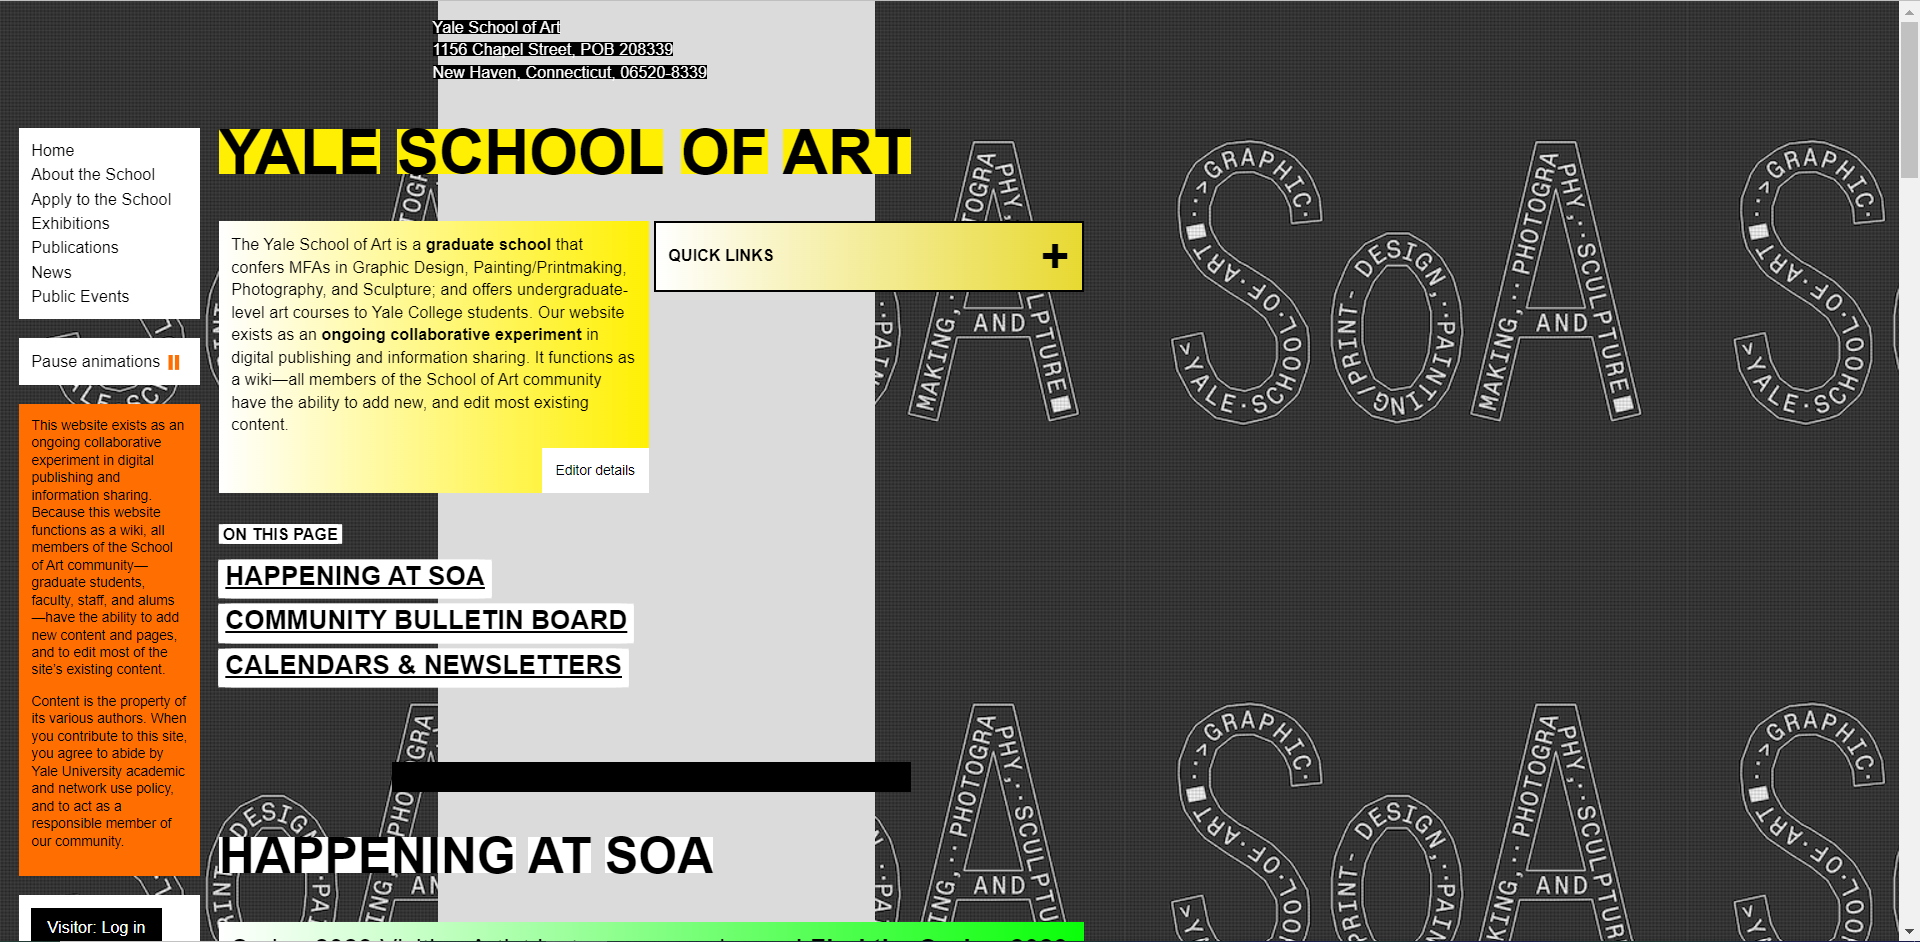 Yale School of Art
1156 Chapel Street, POB 208339
New Haven, Connecticut, 06520-8339
Home
About the School
Apply to the School
Exhibitions
Publications
News
Public Events
Pause animations
This website exists as an
ongoing collaborative
experiment in digital
publishing and
information sharing.
Because this website
functions as a wiki, all
members of the School
of Art community—
graduate students,
faculty, staff, and alums
—have the ability to add
new content and pages,
and to edit most of the
site's existing content.
Content is the property of
its various authors. When
you contribute to this site,
you agree to abide by
Yale University academic
and network use policy,
and to act as a
responsible member of
our community.
Visitor: Log in
YALE SCHOOL OF ART
The Yale School of Art is a graduate school that
confers MFAs in Graphic Design, Painting/Printmaking,
Photography, and Sculpture; and offers undergraduate-
level art courses to Yale College students. Our website
exists as an ongoing collaborative experiment in
digital publishing and information sharing. It functions as
a wiki—all members of the School of Art community
have the ability to add new, and edit most existing
content.
Editor details
QUICK LINKS
ON THIS PAGE
HAPPENING AT SOA
COMMUNITY BULLETIN BOARD
CALENDARS & NEWSLETTERS
HAPPENING AT SOA
>YALE·SCHOOL·OF·ART
··>GRAPHIC·
DESIGN,··PAINTING/PRINT-
MAKING,··PHOTOGRAPHY,··SCULPTURE
AND